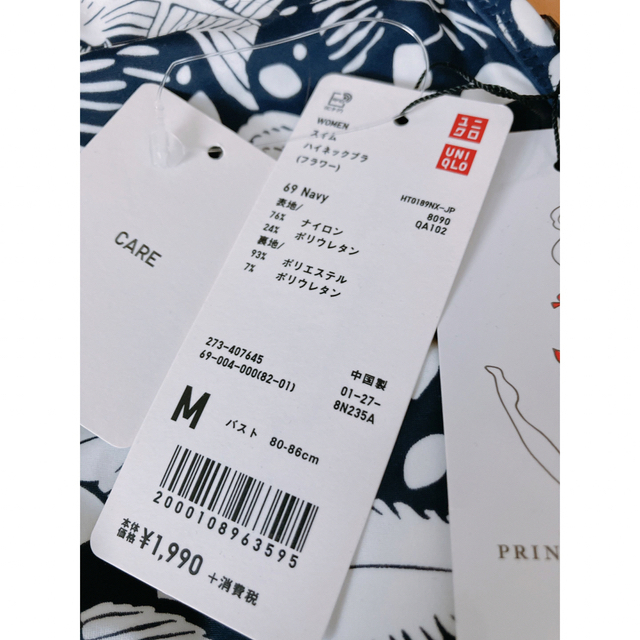 CARE
WOMEN
スイム
ハイネックブラ
(フラワー)
ユニ
クロ
UNI
QLO
69 Navy
HT0189NX-JP
8090
QA102
表地/
76% ナイロン
24% ポリウレタン
裏地/
93% ポリエステル
7% ポリウレタン
273-407645
69-004-000(82-01)
中国製
01-27-
8N235A
M バスト 80-86cm
2000108963595
本体
価格 ¥1,990 +消費税
PRIN